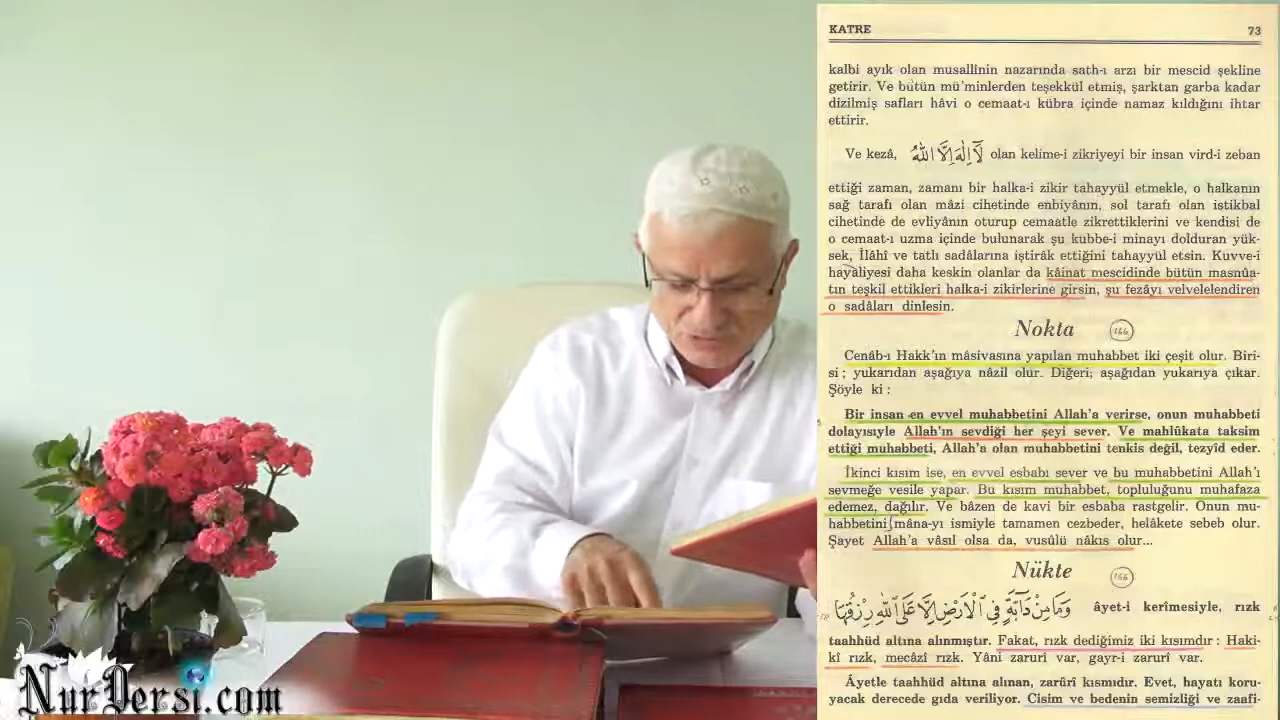 KATRE 73
kalbi ayık olan musallinin nazarında sath-ı arzı bir mescid şekline
getirir. Ve bütün mü'minlerden teşekkül etmiş, şarktan garba kadar
dizilmiş safları hâvi o cemaat-ı kübra içinde namaz kıldığını ihtar
ettirir.
Ve kezâ, لَٓا اِلٰهَ اِلَّا اللّٰهُ olan kelime-i zikriyeyi bir insan vird-i zeban
ettiği zaman, zamanı bir halka-i zikir tahayyül etmekle, o halkanın
sağ tarafı olan mâzi cihetinde enbiyânın, sol tarafı olan istikbal
cihetinde de evliyânın oturup cemaatle zikrettiklerini ve kendisi de
o cemaat-ı uzma içinde bulunarak şu kubbe-i minayı dolduran yük-
sek, İlâhî ve tatlı sadâlarına iştirâk ettiğini tahayyül etsin. Kuvve-i
hayâliyesi daha keskin olanlar da kâinat mescidinde bütün masnûa-
tın teşkil ettikleri halka-i zikirlerine girsin, şu fezâyı velvelelendiren
o sadâları dinlesin.
Nokta 166
Cenâb-ı Hakk'ın mâsivasına yapılan muhabbet iki çeşit olur. Biri-
si; yukarıdan aşağıya nâzil olur. Diğeri; aşağıdan yukarıya çıkar.
Şöyle ki:
Bir insan en evvel muhabbetini Allah'a verirse, onun muhabbeti
dolayısiyle Allah'ın sevdiği her şeyi sever. Ve mahlûkata taksim
ettiği muhabbeti, Allah'a olan muhabbetini tenkis değil, tezyîd eder.
İkinci kısım ise, en evvel esbabı sever ve bu muhabbetini Allah'ı
sevmeğe vesile yapar. Bu kısım muhabbet, topluluğunu muhafaza
edemez, dağılır. Ve bâzen de kavi bir esbaba rastgelir. Onun mu-
habbetini mâna-yı ismiyle tamamen cezbeder, helâkete sebeb olur.
Şayet Allah'a vâsıl olsa da, vusûlü nâkıs olur...
Nükte 166
وَمَا مِنْ دَٓابَّةٍ فِي الْاَرْضِ اِلَّا عَلَى اللّٰهِ رِزْقُهَا âyet-i kerîmesiyle, rızk
taahhüd altına alınmıştır. Fakat, rızk dediğimiz iki kısımdır: Haki-
kî rızk, mecâzî rızk. Yâni zarurî var, gayr-i zarurî var.
Âyetle taahhüd altına alınan, zarûrî kısmıdır. Evet, hayatı koru-
yacak derecede gıda veriliyor. Cisim ve bedenin semizliği ve zaafi-
NurDersi.com